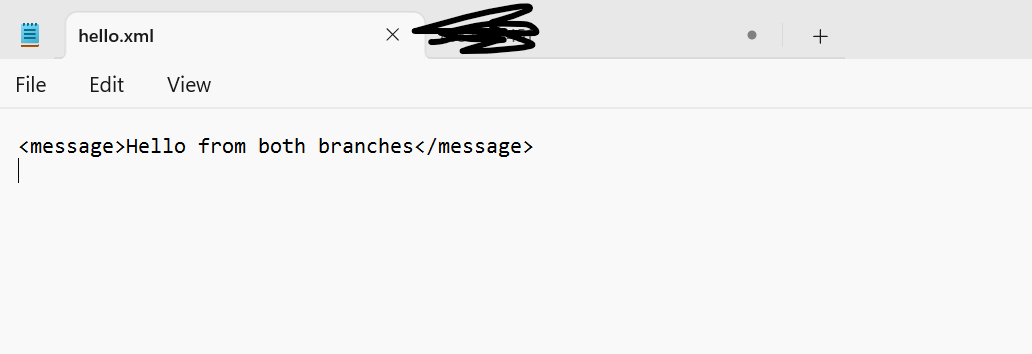 hello.xml
File Edit View
<message>Hello from both branches</message>